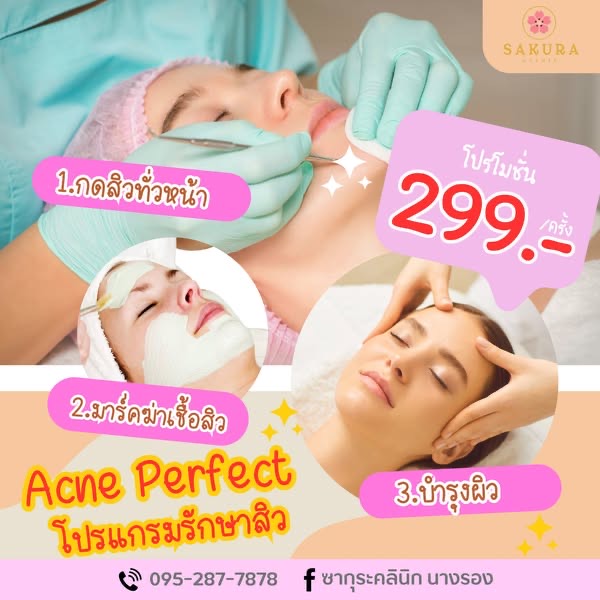 SAKURA
CLINIC
1.กดสิวทั่วหน้า
โปรโมชั่น
299.-
/ครั้ง
2.มาร์คฆ่าเชื้อสิว
3.บำรุงผิว
Acne Perfect
โปรแกรมรักษาสิว
095-287-7878
ซากุระคลินิก นางรอง